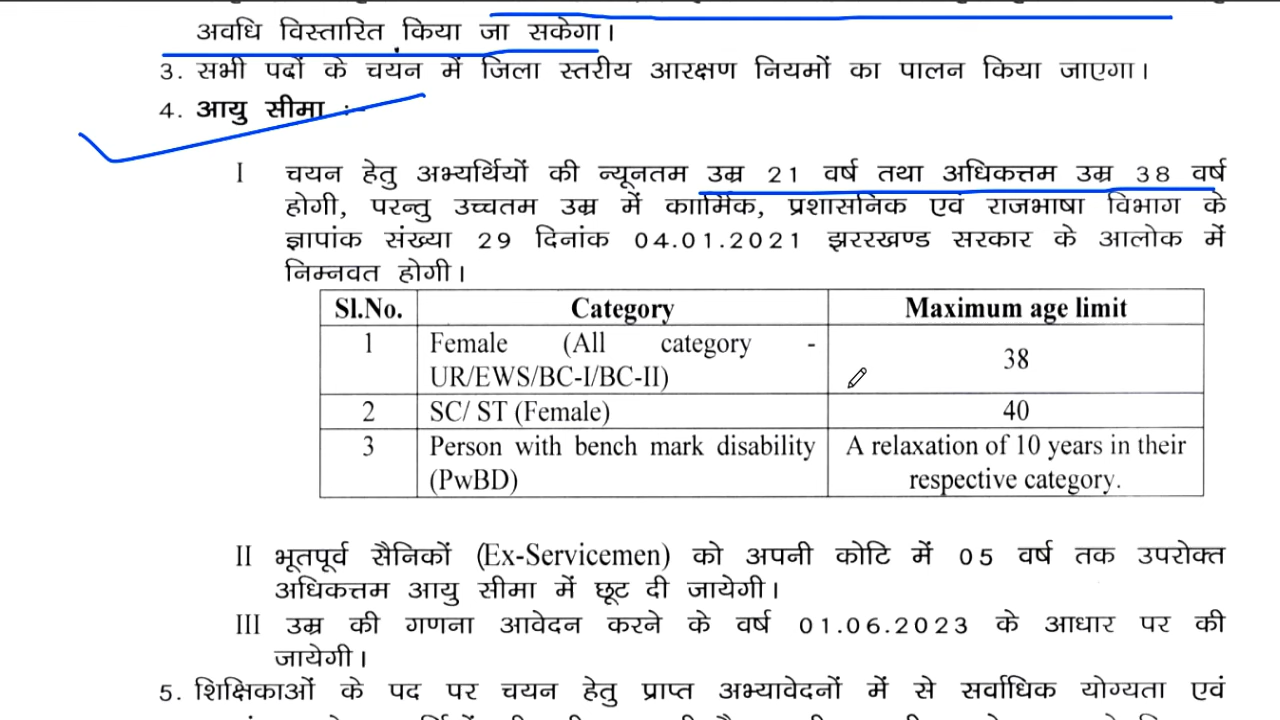 अवधि विस्तारित किया जा सकेगा।
3. सभी पदों के चयन में जिला स्तरीय आरक्षण नियमों का पालन किया जाएगा।
4. आयु सीमा :-
I चयन हेतु अभ्यर्थियों की न्यूनतम उम्र 21 वर्ष तथा अधिकत्तम उम्र 38 वर्ष
होगी, परन्तु उच्चतम उम्र में कार्मिक, प्रशासनिक एवं राजभाषा विभाग के
ज्ञापांक संख्या 29 दिनांक 04.01.2021 झररखण्ड सरकार के आलोक में
निम्नवत होगी।
Sl.No. Category Maximum age limit
1 Female (All category -
UR/EWS/BC-I/BC-II) 38
2 SC/ ST (Female) 40
3 Person with bench mark disability A relaxation of 10 years in their
(PwBD) respective category.
II भूतपूर्व सैनिकों (Ex-Servicemen) को अपनी कोटि में 05 वर्ष तक उपरोक्त
अधिकत्तम आयु सीमा में छूट दी जायेगी।
III उम्र की गणना आवेदन करने के वर्ष 01.06.2023 के आधार पर की
जायेगी।
5. शिक्षिकाओं के पद पर चयन हेतु प्राप्त अभ्यावेदनों में से सर्वाधिक योग्यता एवं